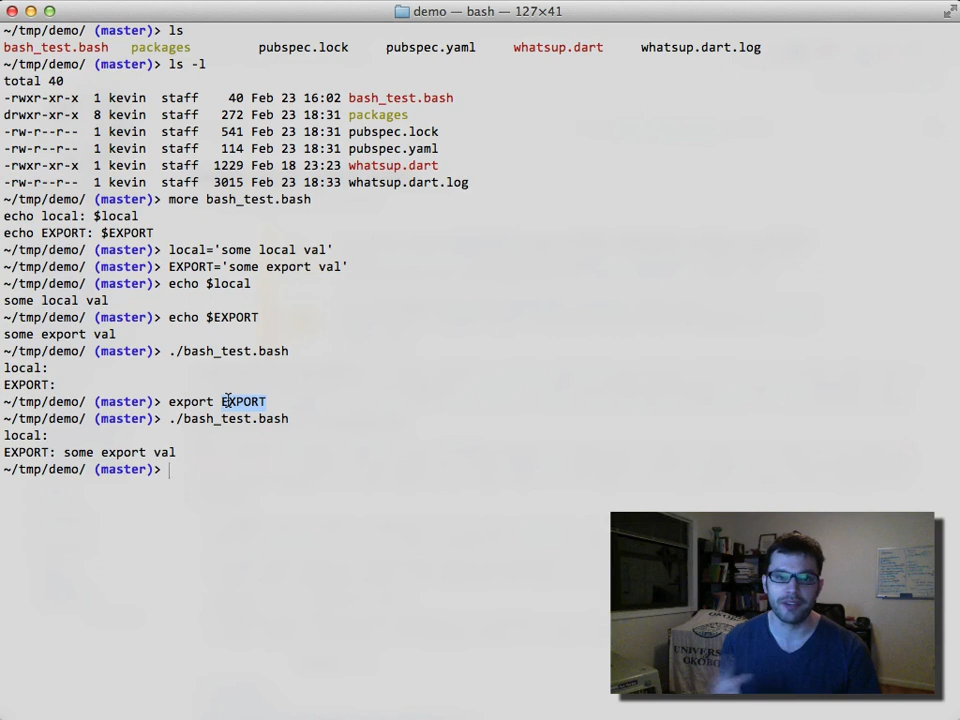 demo — bash — 127×41
~/tmp/demo/ (master)> ls
bash_test.bash packages pubspec.lock pubspec.yaml whatsup.dart whatsup.dart.log
~/tmp/demo/ (master)> ls -l
total 40
-rwxr-xr-x 1 kevin staff 40 Feb 23 16:02 bash_test.bash
drwxr-xr-x 8 kevin staff 272 Feb 23 18:31 packages
-rw-r--r-- 1 kevin staff 541 Feb 23 18:31 pubspec.lock
-rw-r--r-- 1 kevin staff 114 Feb 23 18:31 pubspec.yaml
-rwxr-xr-x 1 kevin staff 1229 Feb 18 23:23 whatsup.dart
-rw-r--r-- 1 kevin staff 3015 Feb 23 18:33 whatsup.dart.log
~/tmp/demo/ (master)> more bash_test.bash
echo local: $local
echo EXPORT: $EXPORT
~/tmp/demo/ (master)> local='some local val'
~/tmp/demo/ (master)> EXPORT='some export val'
~/tmp/demo/ (master)> echo $local
some local val
~/tmp/demo/ (master)> echo $EXPORT
some export val
~/tmp/demo/ (master)> ./bash_test.bash
local:
EXPORT:
~/tmp/demo/ (master)> export EXPORT
~/tmp/demo/ (master)> ./bash_test.bash
local:
EXPORT: some export val
~/tmp/demo/ (master)>
UNIVERS
OKOBO